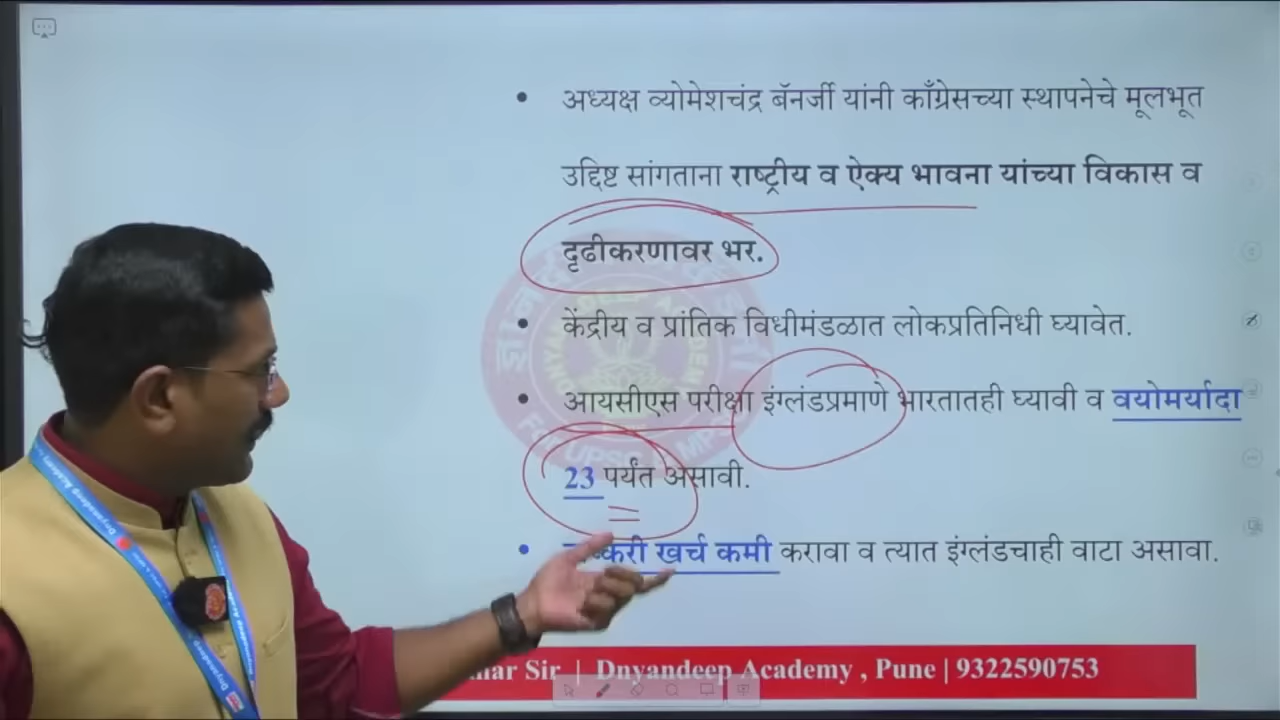 • अध्यक्ष व्योमेशचंद्र बॅनर्जी यांनी काँग्रेसच्या स्थापनेचे मूलभूत
उद्दिष्ट सांगताना राष्ट्रीय व ऐक्य भावना यांच्या विकास व
दृढीकरणावर भर.
• केंद्रीय व प्रांतिक विधीमंडळात लोकप्रतिनिधी घ्यावेत.
• आयसीएस परीक्षा इंग्लंडप्रमाणे भारतातही घ्यावी व वयोमर्यादा
23 पर्यंत असावी.
• खर्च कमी करावा व त्यात इंग्लंडचाही वाटा असावा.
Sir | Dnyandeep Academy , Pune | 9322590753